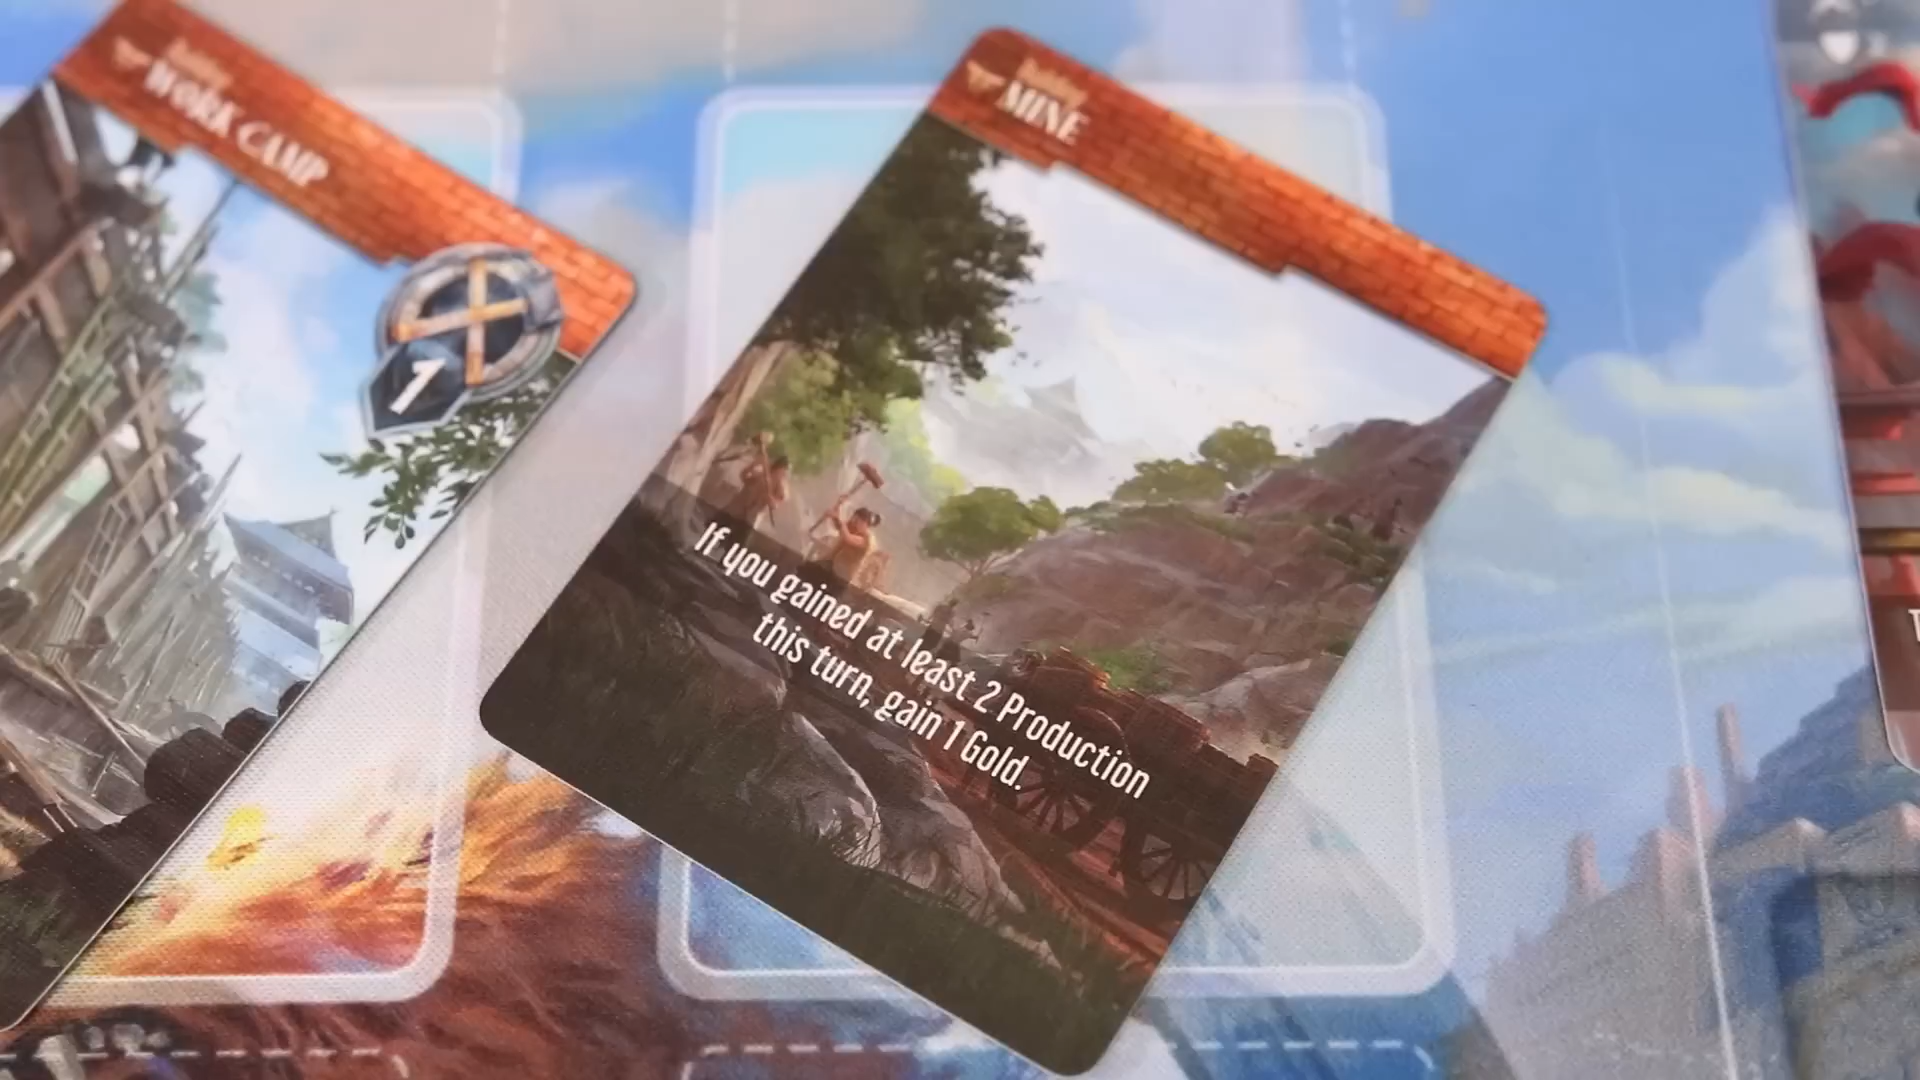 WORK CAMP
1
MINE
If you gained at least 2 Production
this turn, gain 1 Gold.